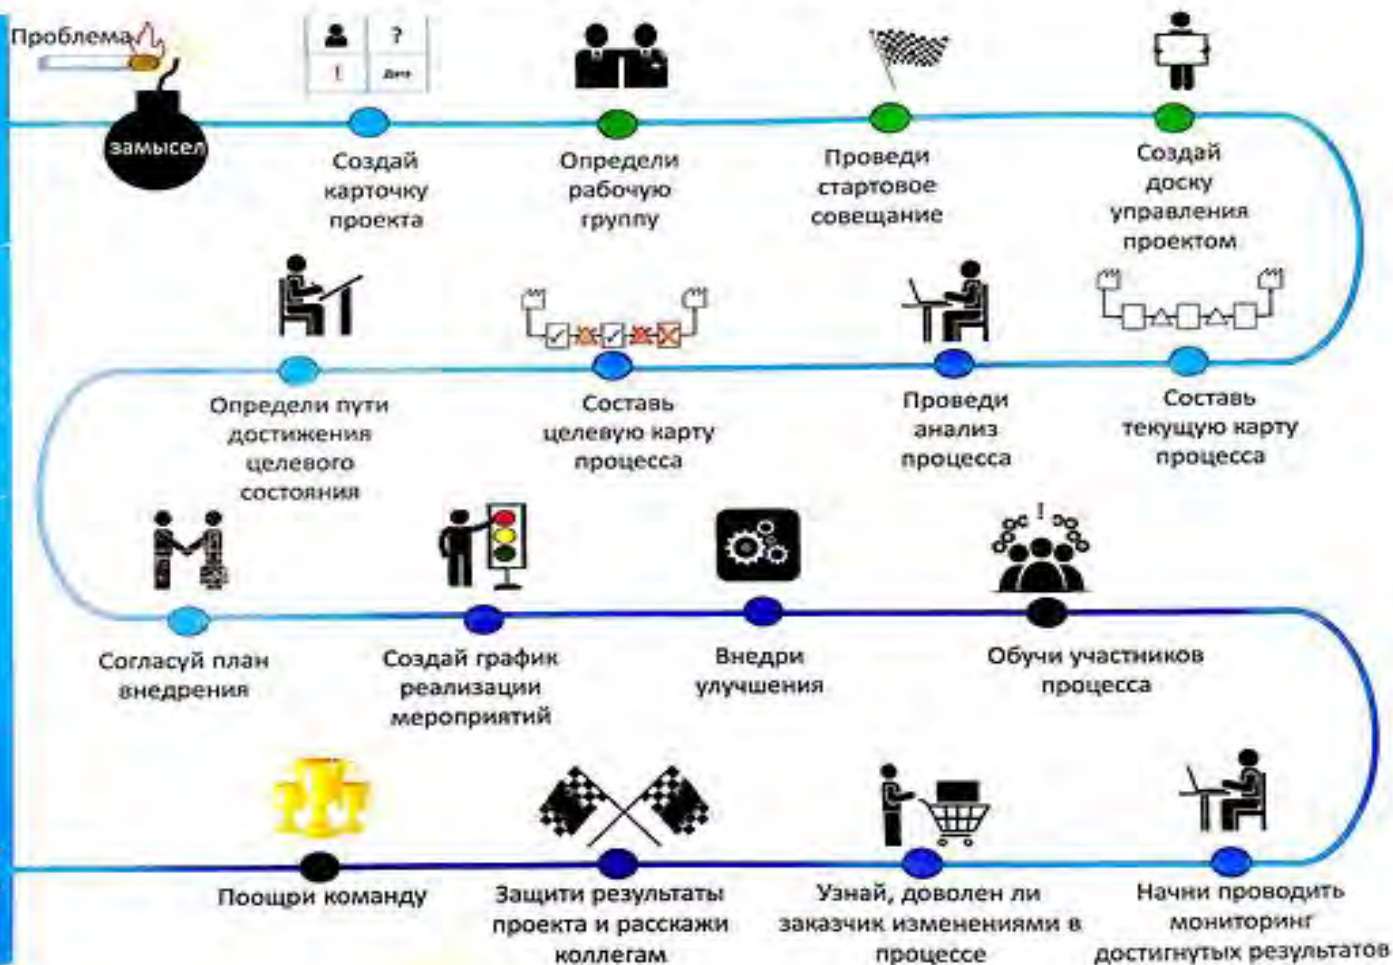 Проблема
?
!
Дата
замысел
Создай
карточку
проекта
Определи
рабочую
группу
Проведи
стартовое
совещание
Создай
доску
управления
проектом
Составь
текущую карту
процесса
Проведи
анализ
процесса
Составь
целевую карту
процесса
Определи пути
достижения
целевого
состояния
Согласуй план
внедрения
Создай график
реализации
мероприятий
Внедри
улучшения
!
Обучи участников
процесса
Начни проводить
мониторинг
достигнутых результатов
Узнай, доволен ли
заказчик изменениями в
процессе
Защити результаты
проекта и расскажи
коллегам
Поощри команду